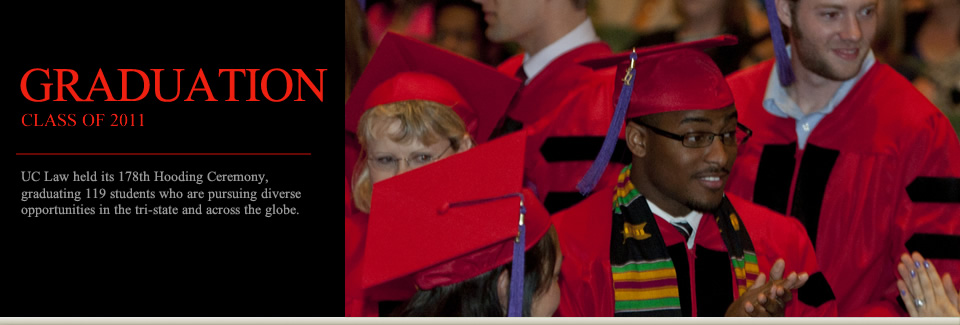 GRADUATION
CLASS OF 2011
UC Law held its 178th Hooding Ceremony,
graduating 119 students who are pursuing diverse
opportunities in the tri-state and across the globe.